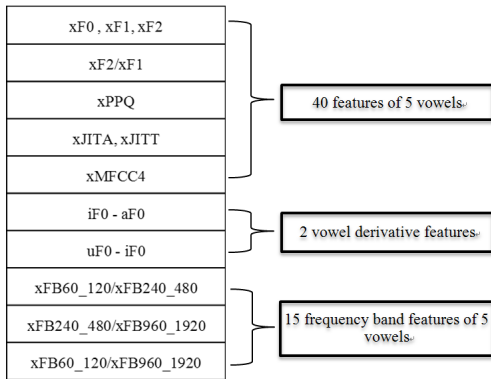 xF0 , xF1, xF2
xF2/xF1
xPPQ
xJITA, xJITT
xMFCC4
40 features of 5 vowels
iF0 - aF0
uF0 - iF0
2 vowel derivative features
xFB60_120/xFB240_480
xFB240_480/xFB960_1920
xFB60_120/xFB960_1920
15 frequency band features of 5
vowels